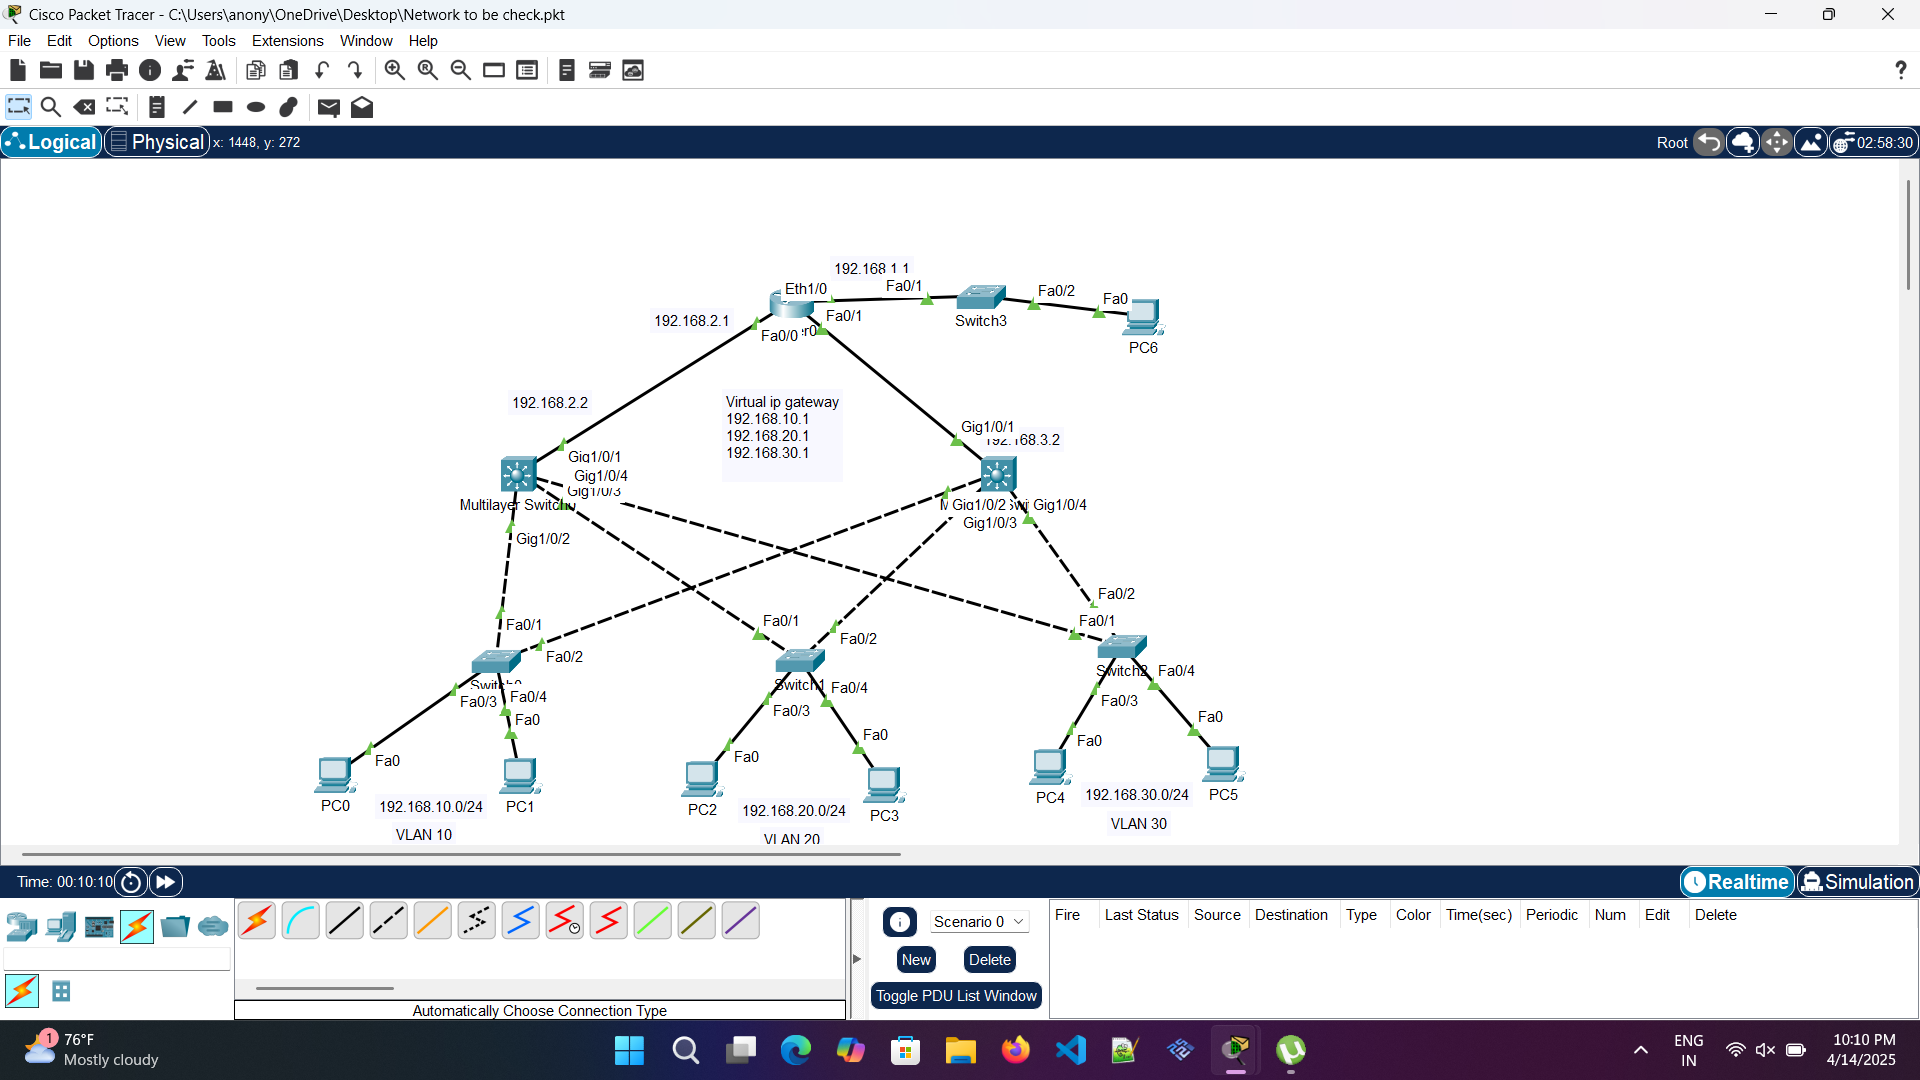 Cisco Packet Tracer - C:\Users\anony\OneDrive\Desktop\Network to be check.pkt
File Edit Options View Tools Extensions Window Help
?
Logical Physical x: 1448, y: 272 Root 02:58:30
192.168.1.1
Eth1/0 Fa0/1 Fa0/2 Fa0
192.168.2.1 Fa0/1 Switch3
Fa0/0 r0
PC6
192.168.2.2
Virtual ip gateway
192.168.10.1
192.168.20.1
192.168.30.1
Gig1/0/1
192.168.3.2
Gig1/0/1
Gig1/0/4
Gig1/0/3
Multilayer Switch0
Gig1/0/2 Gig1/0/4
Gig1/0/3
Gig1/0/2
Fa0/2
Fa0/1 Fa0/1 Fa0/1
Fa0/2 Fa0/2
Switch0 Switch1 Switch2
Fa0/3 Fa0/4 Fa0/3 Fa0/4 Fa0/3 Fa0/4
Fa0 Fa0 Fa0 Fa0 Fa0 Fa0
PC0 192.168.10.0/24 PC1 PC2 192.168.20.0/24 PC3 PC4 192.168.30.0/24 PC5
VLAN 10 VLAN 20 VLAN 30
Time: 00:10:10 Realtime Simulation
Scenario 0
New Delete
Toggle PDU List Window
Fire Last Status Source Destination Type Color Time(sec) Periodic Num Edit Delete
Automatically Choose Connection Type
1
76°F
Mostly cloudy
ENG
IN
10:10 PM
4/14/2025